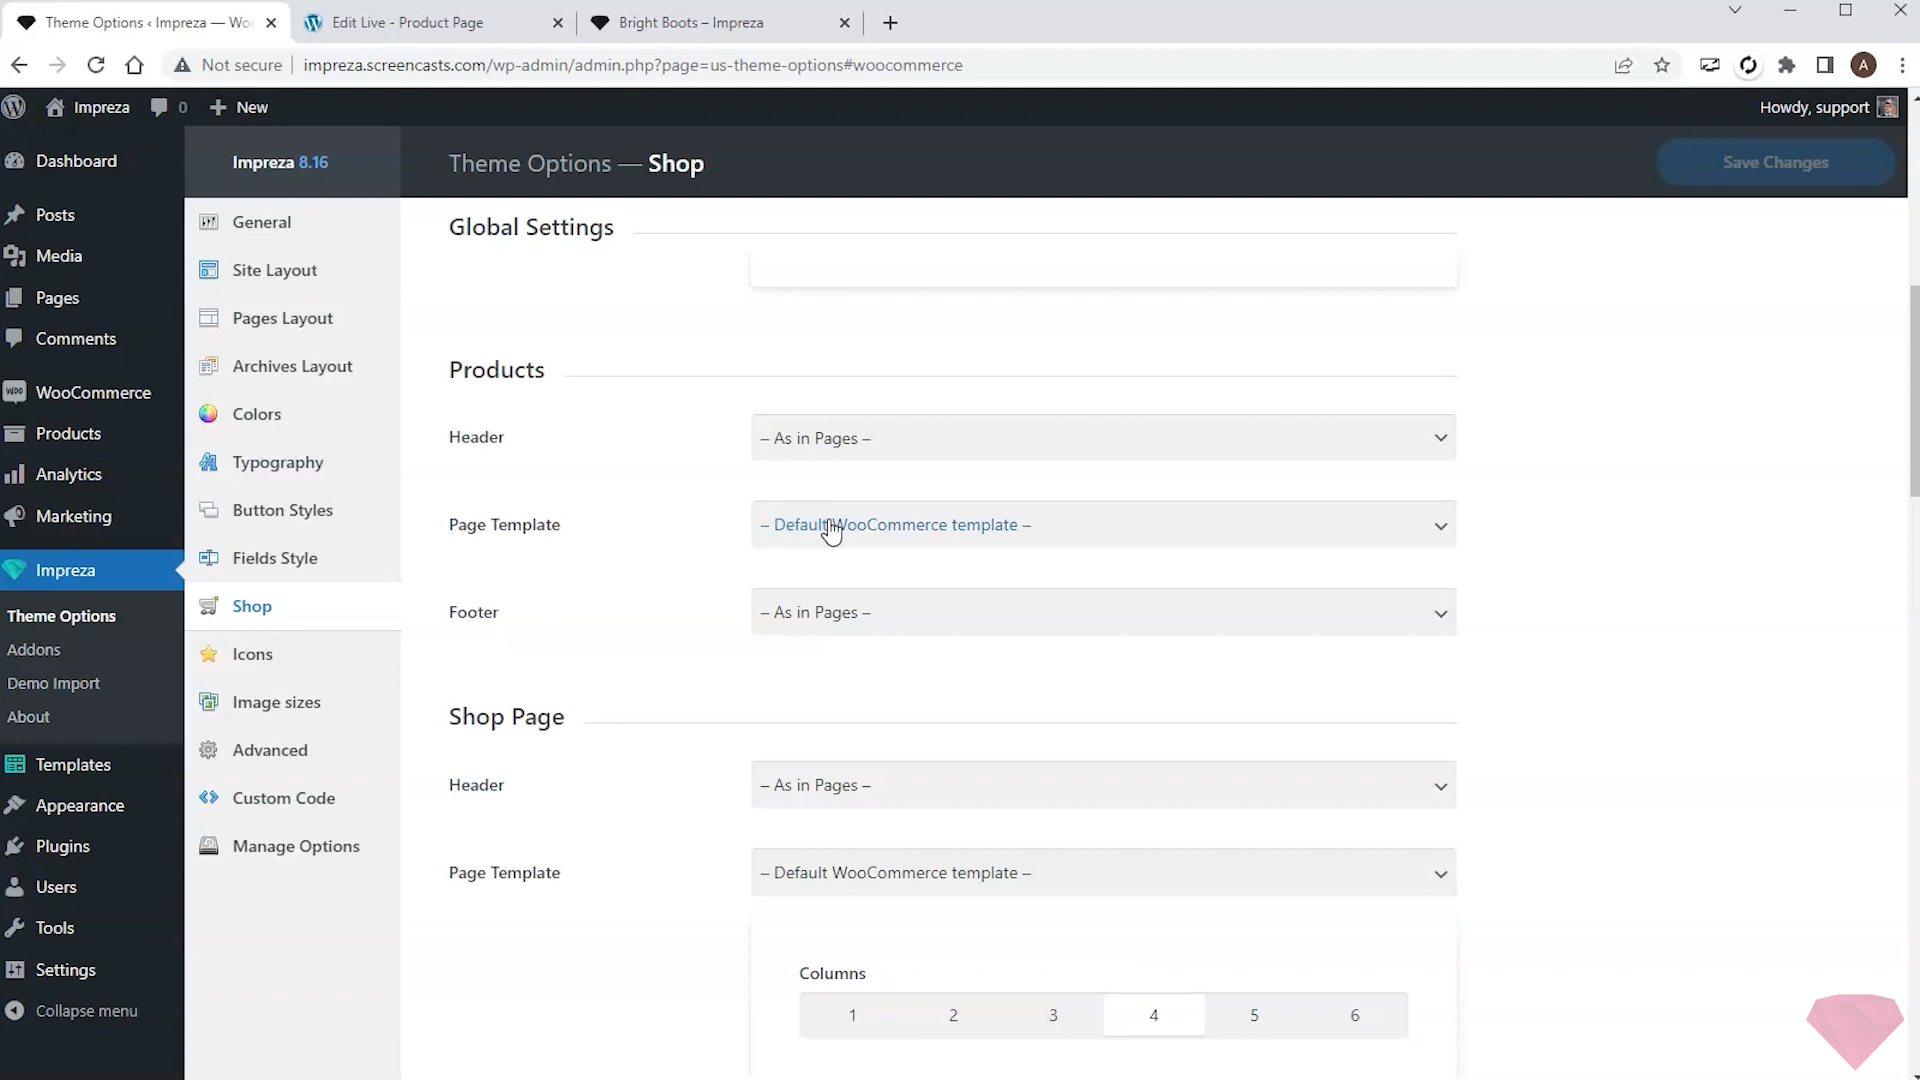 Theme Options ‹ Impreza — Wo
Edit Live - Product Page
Bright Boots – Impreza
Not secure
impreza.screencasts.com/wp-admin/admin.php?page=us-theme-options#woocommerce
A
Impreza
0
New
Howdy, support
Dashboard
Posts
Media
Pages
Comments
WooCommerce
Products
Analytics
Marketing
Impreza
Theme Options
Addons
Demo Import
About
Templates
Appearance
Plugins
Users
Tools
Settings
Collapse menu
Impreza 8.16
General
Site Layout
Pages Layout
Archives Layout
Colors
Typography
Button Styles
Fields Style
Shop
Icons
Image sizes
Advanced
Custom Code
Manage Options
Theme Options — Shop
Save Changes
Global Settings
Products
Header
– As in Pages –
Page Template
– Default WooCommerce template –
Footer
– As in Pages –
Shop Page
Header
– As in Pages –
Page Template
– Default WooCommerce template –
Columns
1 2 3 4 5 6